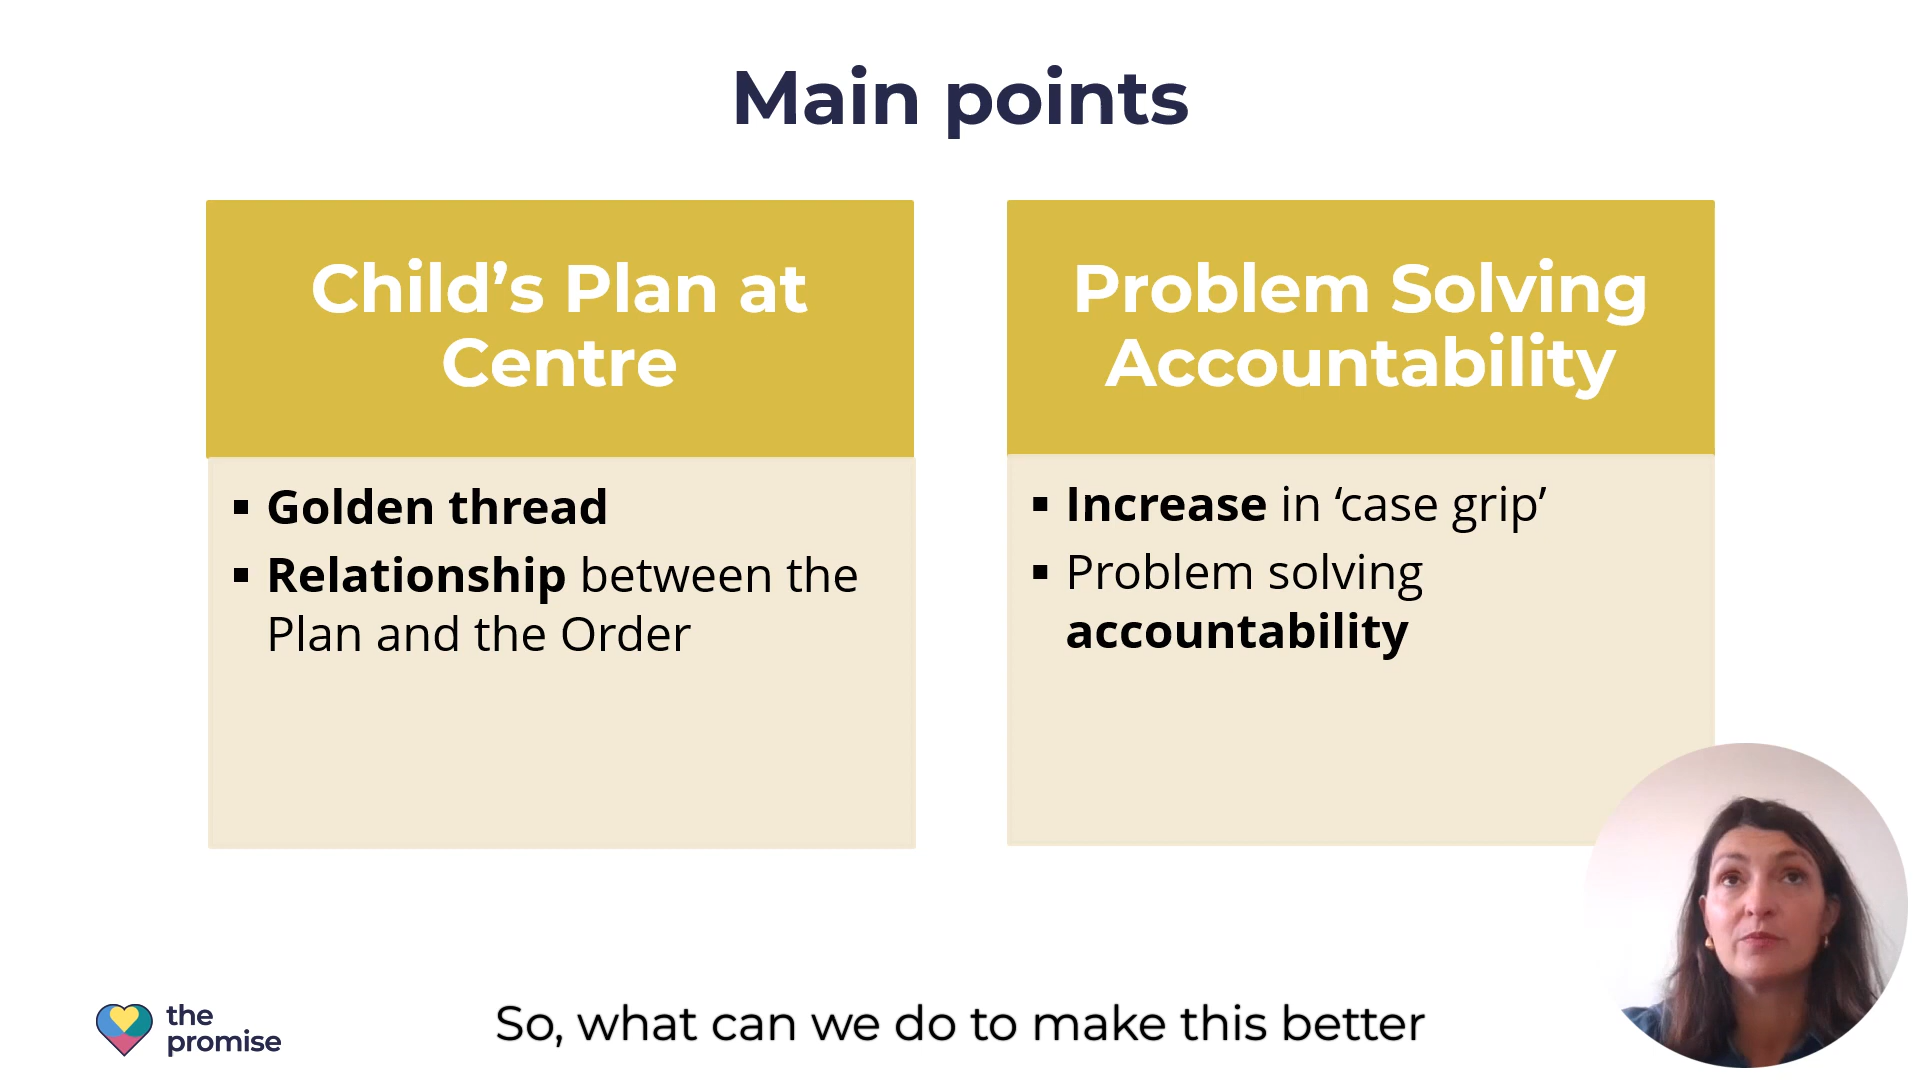 Main points
Child’s Plan at
Centre
▪ Golden thread
▪ Relationship between the
Plan and the Order
Problem Solving
Accountability
▪ Increase in ‘case grip’
▪ Problem solving
accountability
the
promise
So, what can we do to make this better